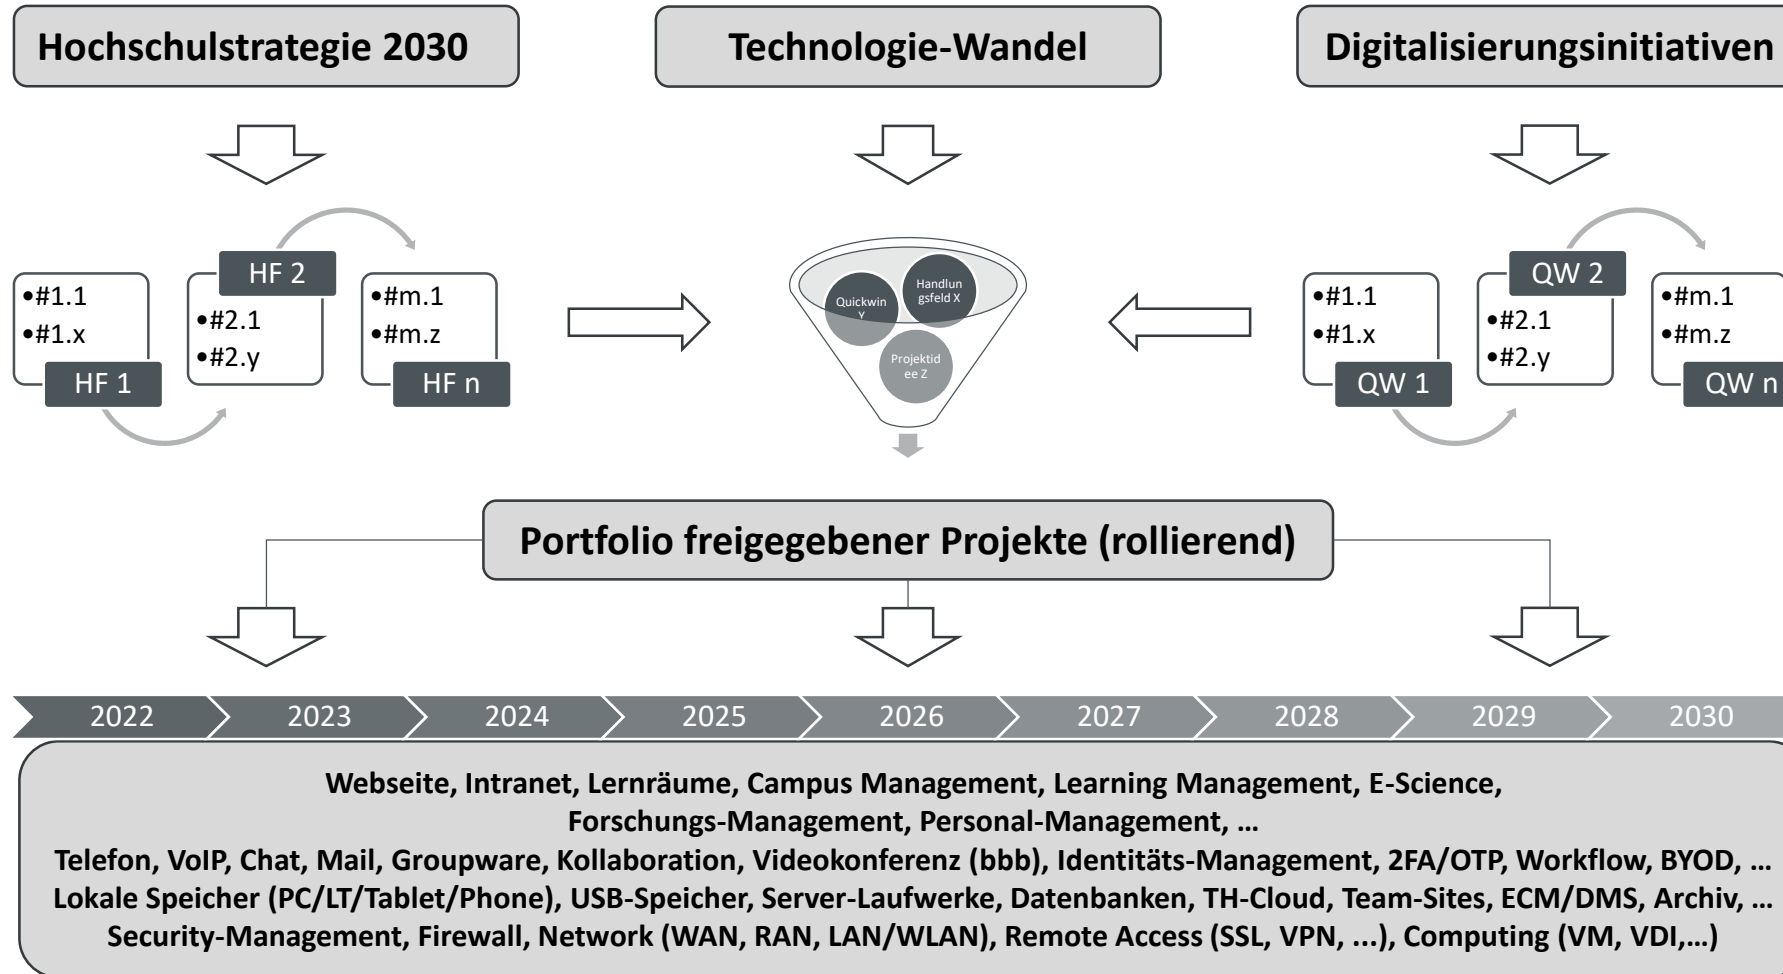 Hochschulstrategie 2030
Technologie-Wandel
Digitalisierungsinitiativen
•#1.1
•#1.x
HF 1
HF 2
•#2.1
•#2.y
•#m.1
•#m.z
HF n
Quickwin
Y
Handlun
gsfeld X
Projektid
ee Z
•#1.1
•#1.x
QW 1
QW 2
•#2.1
•#2.y
•#m.1
•#m.z
QW n
Portfolio freigegebener Projekte (rollierend)
2022 2023 2024 2025 2026 2027 2028 2029 2030
Webseite, Intranet, Lernräume, Campus Management, Learning Management, E-Science,
Forschungs-Management, Personal-Management, …
Telefon, VoIP, Chat, Mail, Groupware, Kollaboration, Videokonferenz (bbb), Identitäts-Management, 2FA/OTP, Workflow, BYOD, …
Lokale Speicher (PC/LT/Tablet/Phone), USB-Speicher, Server-Laufwerke, Datenbanken, TH-Cloud, Team-Sites, ECM/DMS, Archiv, …
Security-Management, Firewall, Network (WAN, RAN, LAN/WLAN), Remote Access (SSL, VPN, ...), Computing (VM, VDI,…)